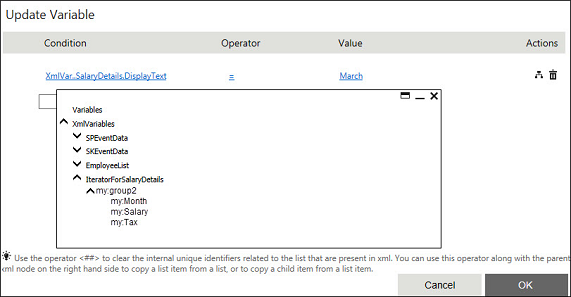 Update Variable
Condition Operator Value Actions
XmlVar..SalaryDetails.DisplayText = March
Variables
XmlVariables
SPEventData
SKEventData
EmployeeList
IteratorForSalaryDetails
my:group2
my:Month
my:Salary
my:Tax
Use the operator <##> to clear the internal unique identifiers related to the list that are present in xml. You can use this operator along with the parent
xml node on the right hand side to copy a list item from a list, or to copy a child item from a list item.
Cancel OK